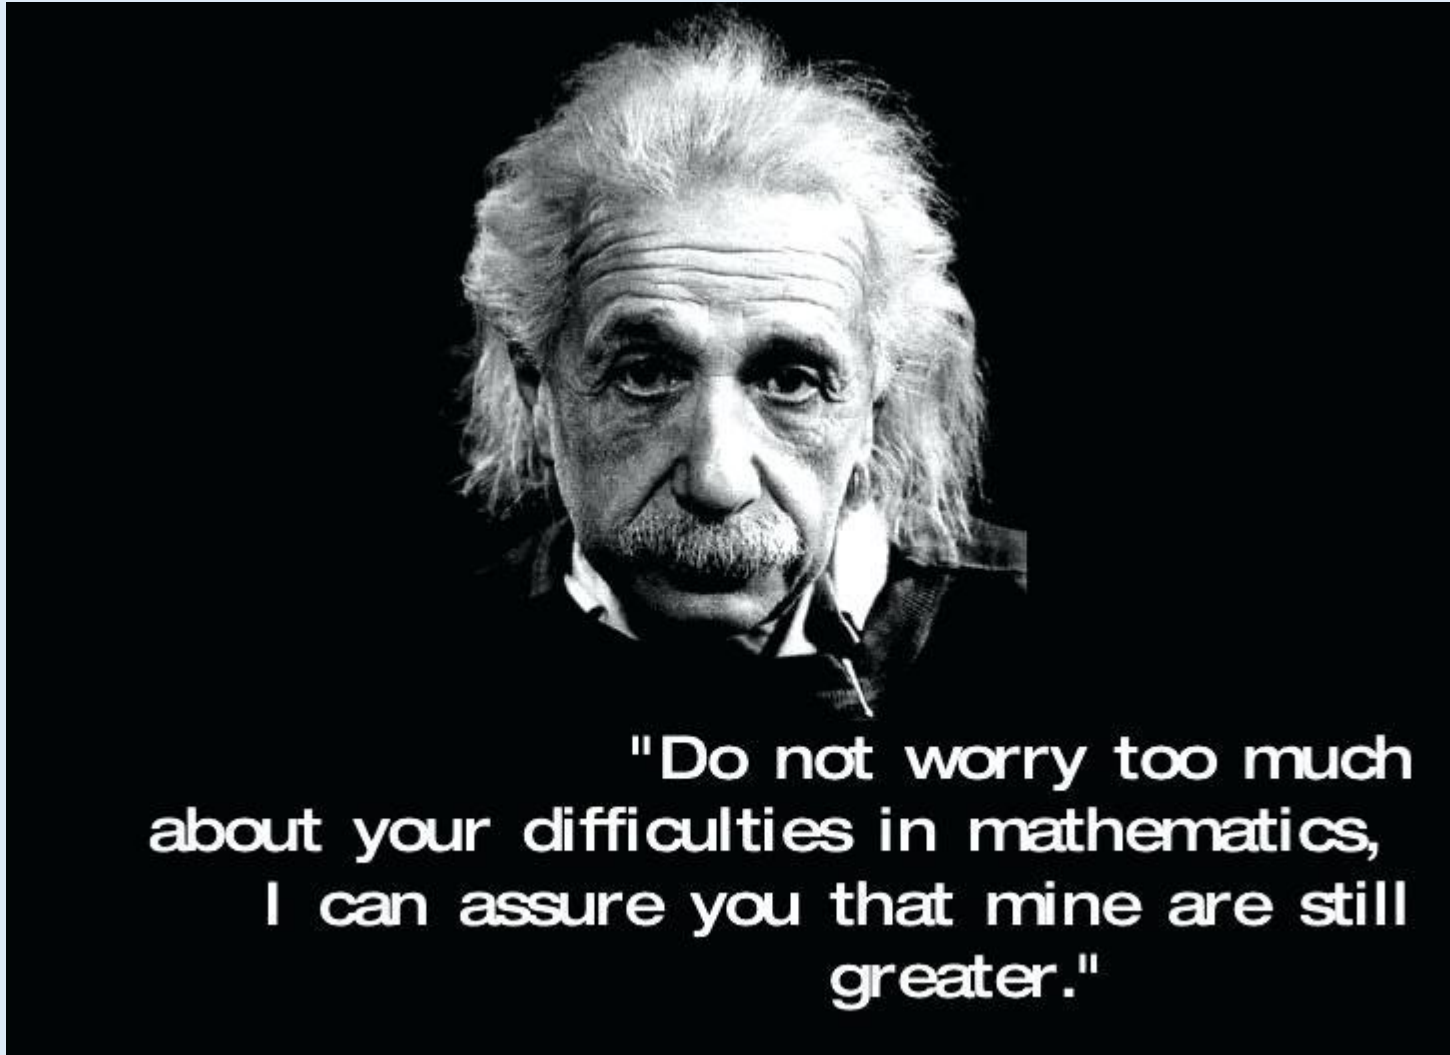 "Do not worry too much
about your difficulties in mathematics,
I can assure you that mine are still
greater."